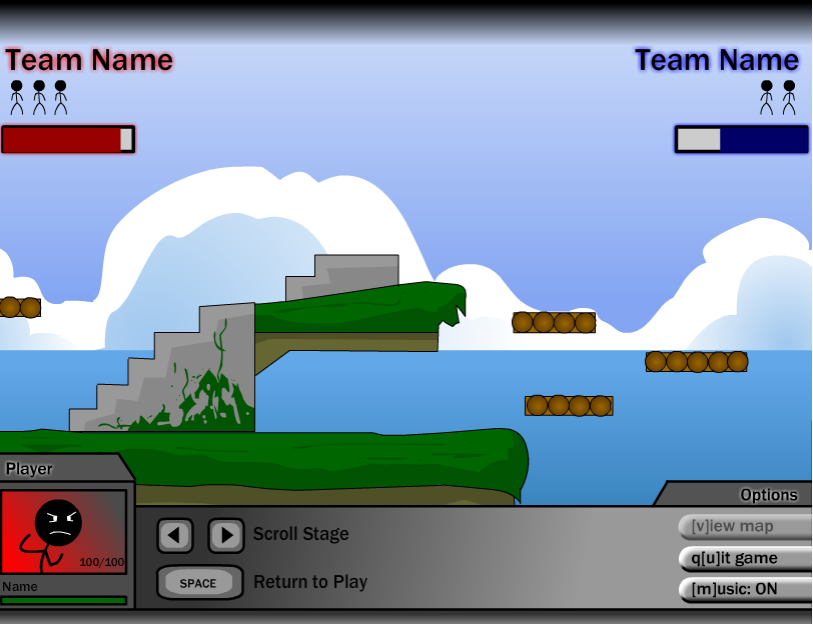 Team Name
Team Name
Player
100/100
Name
Scroll Stage
SPACE
Return to Play
Options
[v]iew map
q[u]it game
[m]usic: ON